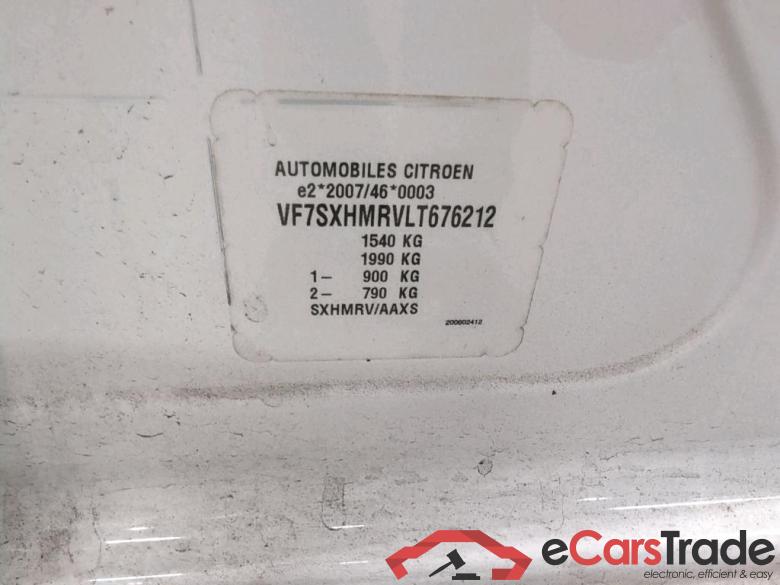 AUTOMOBILES CITROEN
e2*2007/46*0003
VF7SXHMRVLT676212
1540 KG
1990 KG
1- 900 KG
2- 790 KG
SXHMRV/AAXS
200602412
eCarsTrade
electronic, efficient & easy